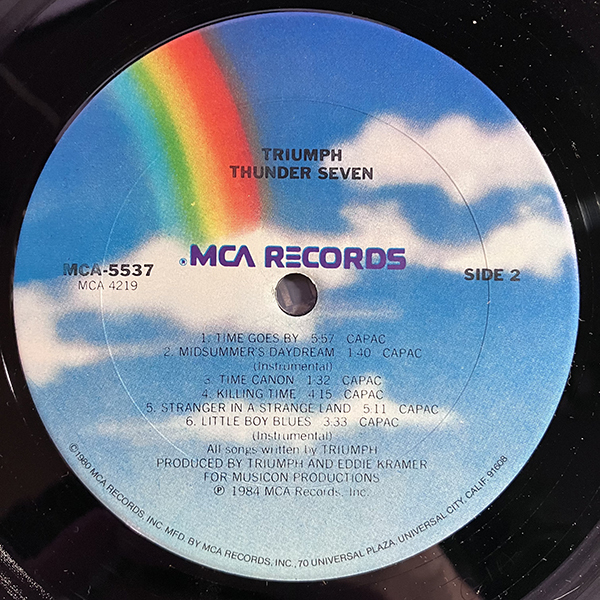 TRIUMPH
THUNDER SEVEN
®MCA RECORDS
MCA-5537
MCA 4219
SIDE 2
1. TIME GOES BY 5:57 CAPAC
2. MIDSUMMER'S DAYDREAM 1:40 CAPAC
(Instrumental)
3. TIME CANON 1:32 CAPAC
4. KILLING TIME 4:15 CAPAC
5. STRANGER IN A STRANGE LAND 5:11 CAPAC
6. LITTLE BOY BLUES 3:33 CAPAC
(Instrumental)
All songs written by TRIUMPH
PRODUCED BY TRIUMPH AND EDDIE KRAMER
FOR MUSICON PRODUCTIONS
℗ 1984 MCA Records, Inc.
©1980 MCA RECORDS, INC. MFD. BY MCA RECORDS, INC., 70 UNIVERSAL PLAZA, UNIVERSAL CITY, CALIF. 91608